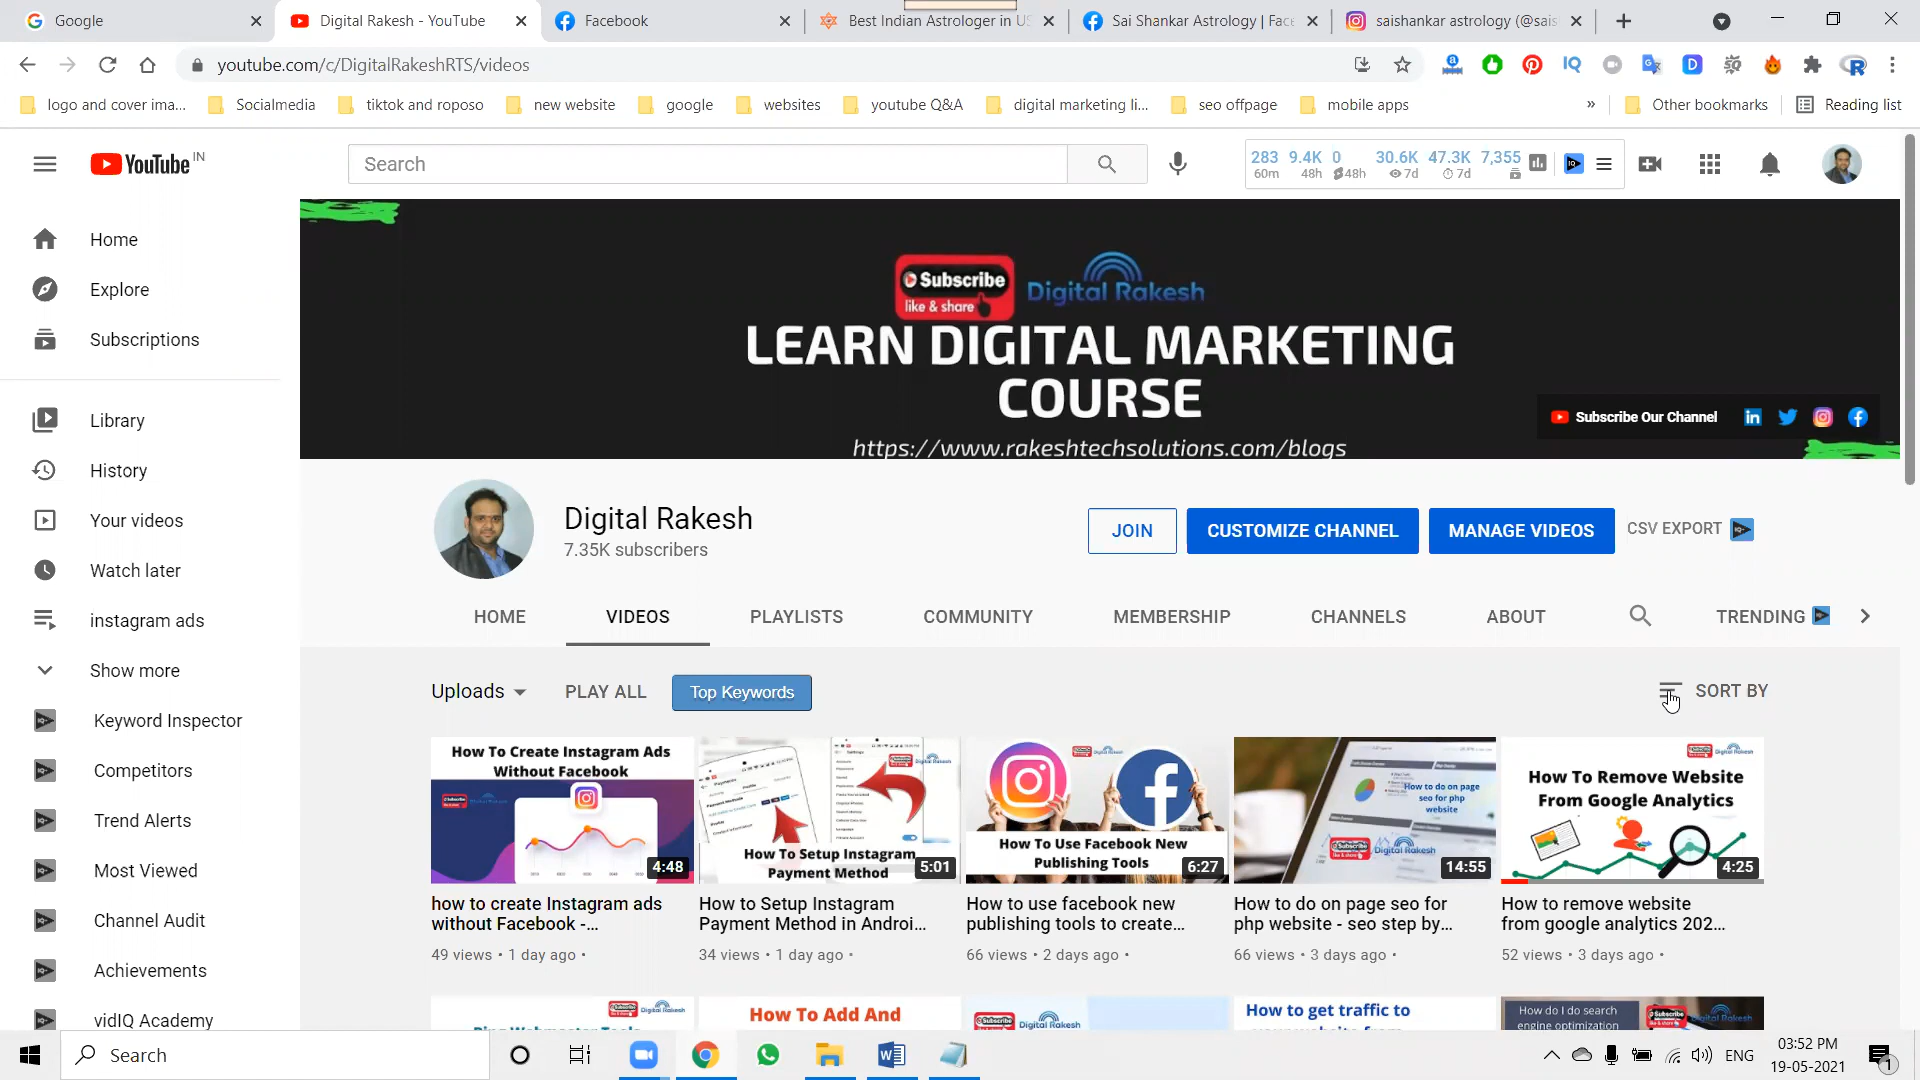 Google
Digital Rakesh - YouTube
Facebook
Best Indian Astrologer in US
Sai Shankar Astrology | Face
saishankar astrology (@sais
youtube.com/c/DigitalRakeshRTS/videos
logo and cover ima...
Socialmedia
tiktok and roposo
new website
google
websites
youtube Q&A
digital marketing li...
seo offpage
mobile apps
»
Other bookmarks
Reading list
YouTube IN
Search
283 9.4K 0 30.6K 47.3K 7,355
60m 48h 48h 7d 7d
Home
Explore
Subscriptions
Library
History
Your videos
Watch later
instagram ads
Show more
Keyword Inspector
Competitors
Trend Alerts
Most Viewed
Channel Audit
Achievements
vidIQ Academy
Subscribe
like & share
Digital Rakesh
LEARN DIGITAL MARKETING
COURSE
https://www.rakeshtechsolutions.com/blogs
Subscribe Our Channel
Digital Rakesh
7.35K subscribers
JOIN
CUSTOMIZE CHANNEL
MANAGE VIDEOS
CSV EXPORT
HOME
VIDEOS
PLAYLISTS
COMMUNITY
MEMBERSHIP
CHANNELS
ABOUT
TRENDING
Uploads
PLAY ALL
Top Keywords
SORT BY
How To Create Instagram Ads
Without Facebook
4:48
how to create Instagram ads
without Facebook -...
49 views • 1 day ago •
How To Setup Instagram
Payment Method
5:01
How to Setup Instagram
Payment Method in Androi...
34 views • 1 day ago •
How To Use Facebook New
Publishing Tools
6:27
How to use facebook new
publishing tools to create...
66 views • 2 days ago •
How to do on page
seo for php
website
14:55
How to do on page seo for
php website - seo step by...
66 views • 3 days ago •
How To Remove Website
From Google Analytics
4:25
How to remove website
from google analytics 202...
52 views • 3 days ago •
How To Add And
Digital Rakesh
How to get traffic to
How do I do search
engine optimization
Search
ENG
03:52 PM
19-05-2021
1